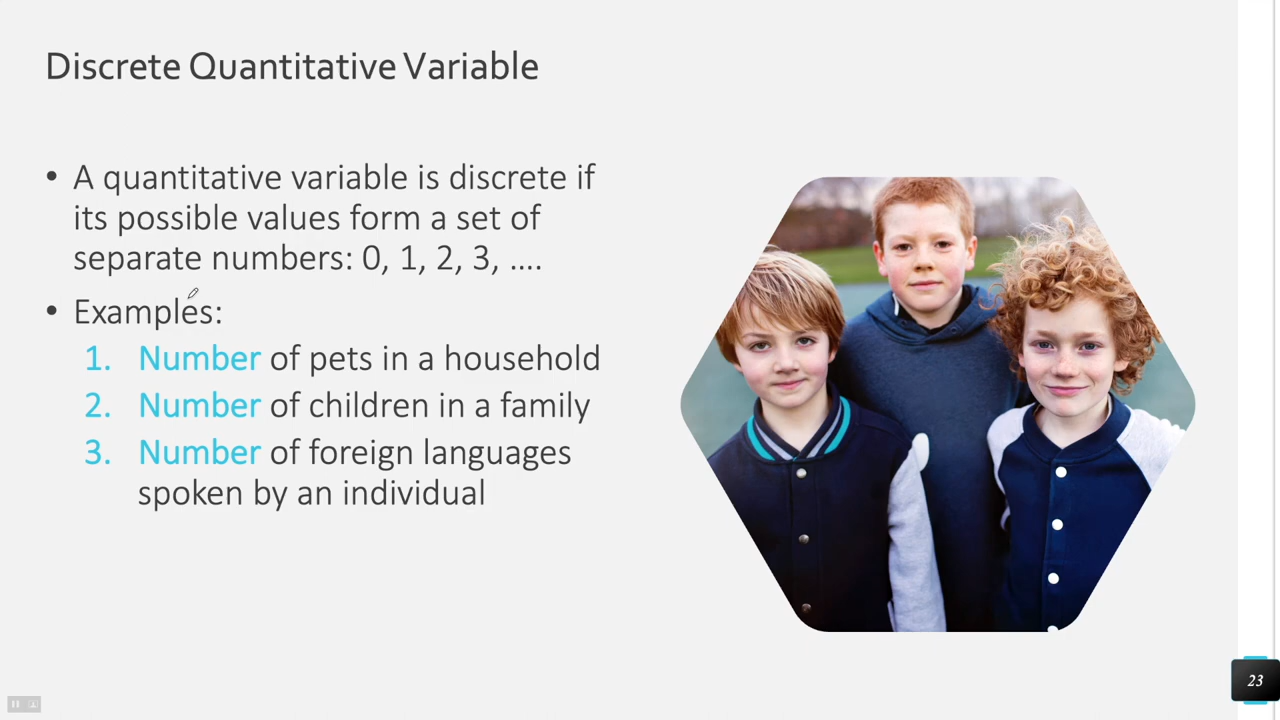 Discrete Quantitative Variable
• A quantitative variable is discrete if
its possible values form a set of
separate numbers: 0, 1, 2, 3, ….
• Examples:
1. Number of pets in a household
2. Number of children in a family
3. Number of foreign languages
spoken by an individual
23